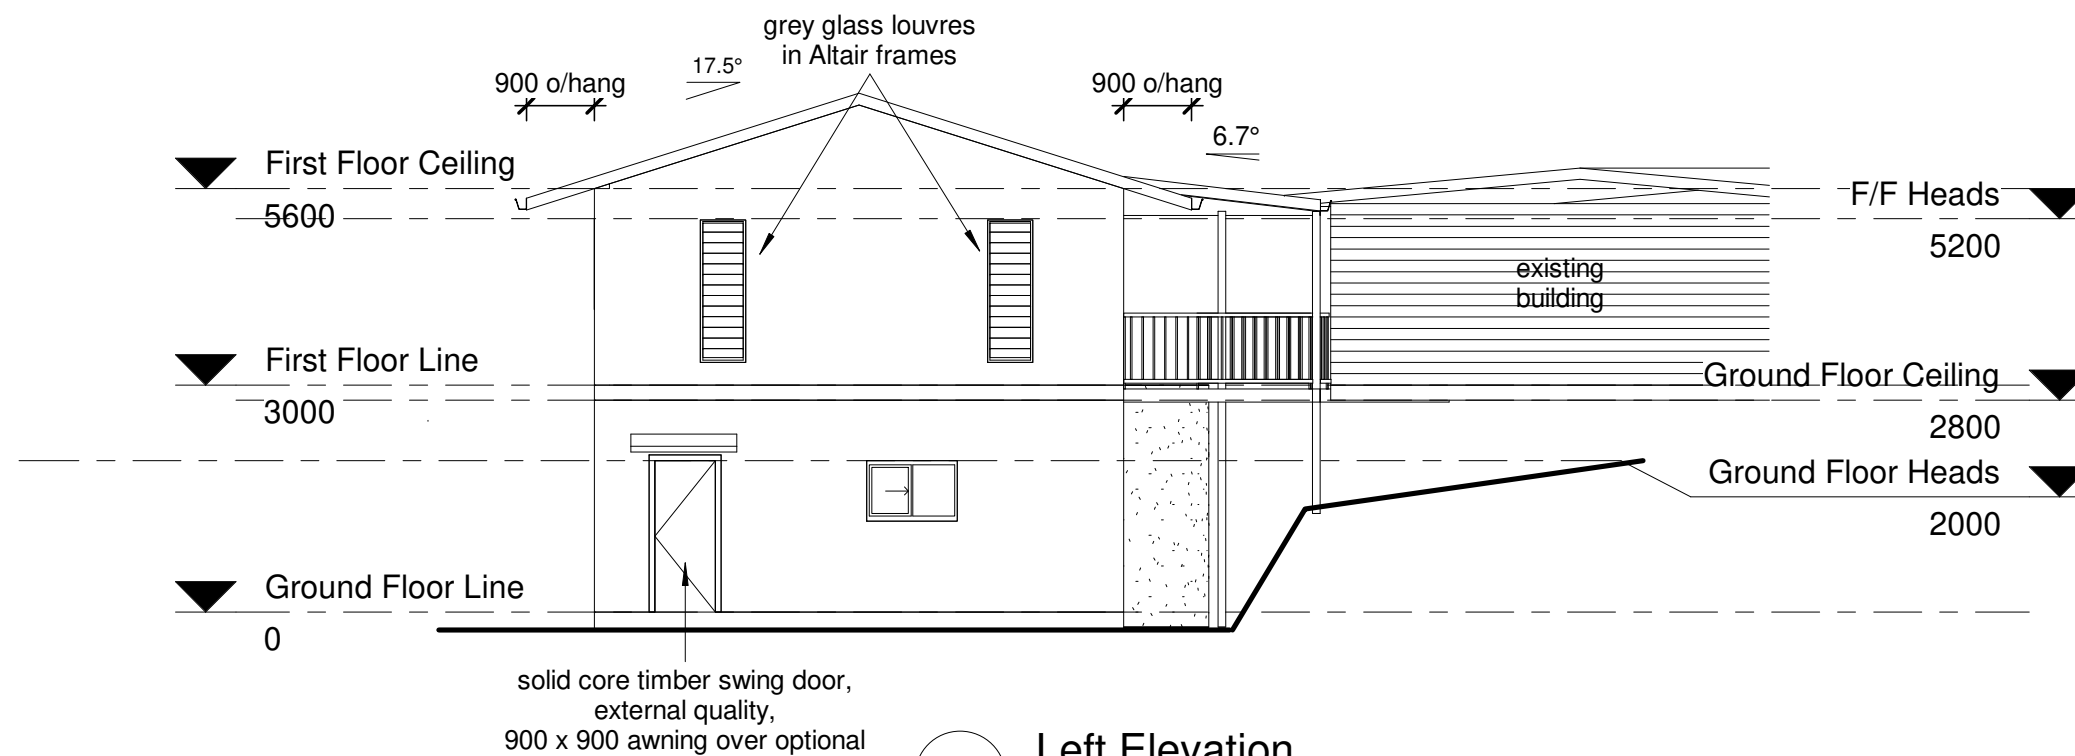 grey glass louvres
in Altair frames
17.5°
900 o/hang
900 o/hang
6.7°
First Floor Ceiling
5600
F/F Heads
5200
existing
building
First Floor Line
3000
Ground Floor Ceiling
2800
Ground Floor Heads
2000
Ground Floor Line
0
solid core timber swing door,
external quality,
900 x 900 awning over optional
Left Elevation